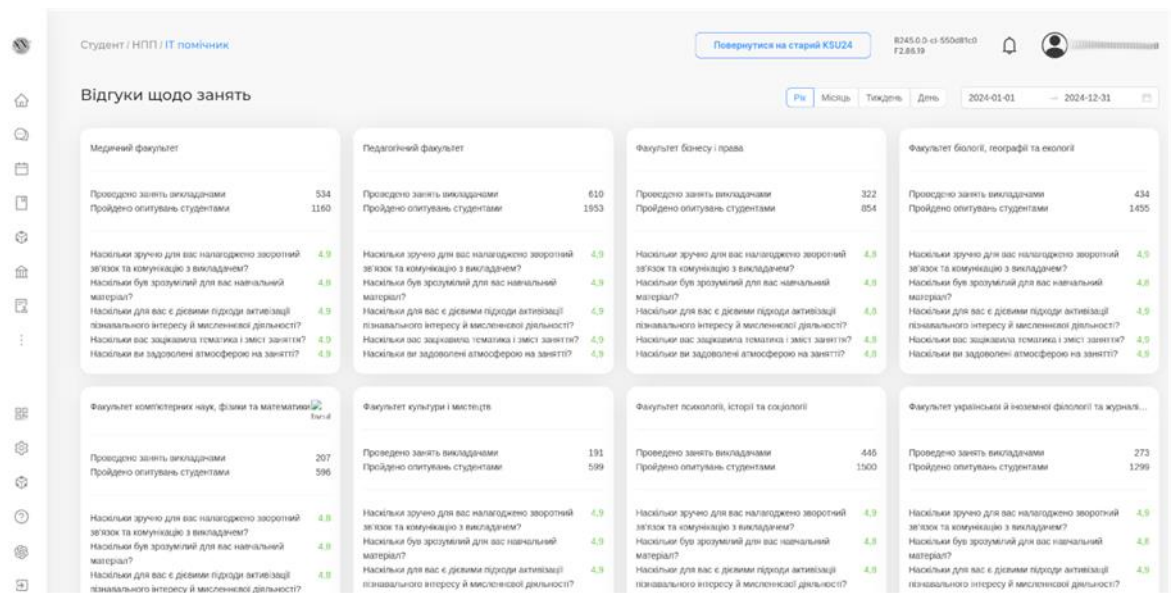 Студент / НПП / ІТ помічник
Повернутися на старий KSU24
F2.86.19
Відгуки щодо занять
Рік Місяць Тиждень День 2024-01-01 → 2024-12-31
Медичний факультет
Проведено занять викладачами 534
Пройдено опитувань студентами 1160
Наскільки зручно для вас налагоджено зворотний 4,9
зв'язок та комунікацію з викладачем?
Наскільки був зрозумілий для вас навчальний 4,8
матеріал?
Наскільки для вас є дієвими підходи активізації 4,9
пізнавального інтересу й мисленнєвої діяльності?
Наскільки вас зацікавила тематика і зміст заняття? 4,9
Наскільки ви задоволені атмосферою на занятті? 4,9
Педагогічний факультет
Проведено занять викладачами 610
Пройдено опитувань студентами 1953
Наскільки зручно для вас налагоджено зворотний 4,9
зв'язок та комунікацію з викладачем?
Наскільки був зрозумілий для вас навчальний 4,9
матеріал?
Наскільки для вас є дієвими підходи активізації 4,9
пізнавального інтересу й мисленнєвої діяльності?
Наскільки вас зацікавила тематика і зміст заняття? 4,9
Наскільки ви задоволені атмосферою на занятті? 4,9
Факультет бізнесу і права
Проведено занять викладачами 322
Пройдено опитувань студентами 854
Наскільки зручно для вас налагоджено зворотний 4,8
зв'язок та комунікацію з викладачем?
Наскільки був зрозумілий для вас навчальний 4,8
матеріал?
Наскільки для вас є дієвими підходи активізації 4,8
пізнавального інтересу й мисленнєвої діяльності?
Наскільки вас зацікавила тематика і зміст заняття? 4,8
Наскільки ви задоволені атмосферою на занятті? 4,8
Факультет біології, географії та екології
Проведено занять викладачами 434
Пройдено опитувань студентами 1455
Наскільки зручно для вас налагоджено зворотний 4,9
зв'язок та комунікацію з викладачем?
Наскільки був зрозумілий для вас навчальний 4,8
матеріал?
Наскільки для вас є дієвими підходи активізації 4,9
пізнавального інтересу й мисленнєвої діяльності?
Наскільки вас зацікавила тематика і зміст заняття? 4,9
Наскільки ви задоволені атмосферою на занятті? 4,9
Факультет комп'ютерних наук, фізики та математики
Проведено занять викладачами 207
Пройдено опитувань студентами 596
Наскільки зручно для вас налагоджено зворотний 4,8
зв'язок та комунікацію з викладачем?
Наскільки був зрозумілий для вас навчальний 4,8
матеріал?
Наскільки для вас є дієвими підходи активізації 4,8
пізнавального інтересу й мисленнєвої діяльності?
Факультет культури і мистецтв
Проведено занять викладачами 191
Пройдено опитувань студентами 599
Наскільки зручно для вас налагоджено зворотний 4,9
зв'язок та комунікацію з викладачем?
Наскільки був зрозумілий для вас навчальний 4,9
матеріал?
Наскільки для вас є дієвими підходи активізації 4,9
пізнавального інтересу й мисленнєвої діяльності?
Факультет психології, історії та соціології
Проведено занять викладачами 446
Пройдено опитувань студентами 1500
Наскільки зручно для вас налагоджено зворотний 4,9
зв'язок та комунікацію з викладачем?
Наскільки був зрозумілий для вас навчальний 4,8
матеріал?
Наскільки для вас є дієвими підходи активізації 4,8
пізнавального інтересу й мисленнєвої діяльності?
Факультет української й іноземної філології та журналі...
Проведено занять викладачами 273
Пройдено опитувань студентами 1299
Наскільки зручно для вас налагоджено зворотний 4,9
зв'язок та комунікацію з викладачем?
Наскільки був зрозумілий для вас навчальний 4,8
матеріал?
Наскільки для вас є дієвими підходи активізації 4,9
пізнавального інтересу й мисленнєвої діяльності?